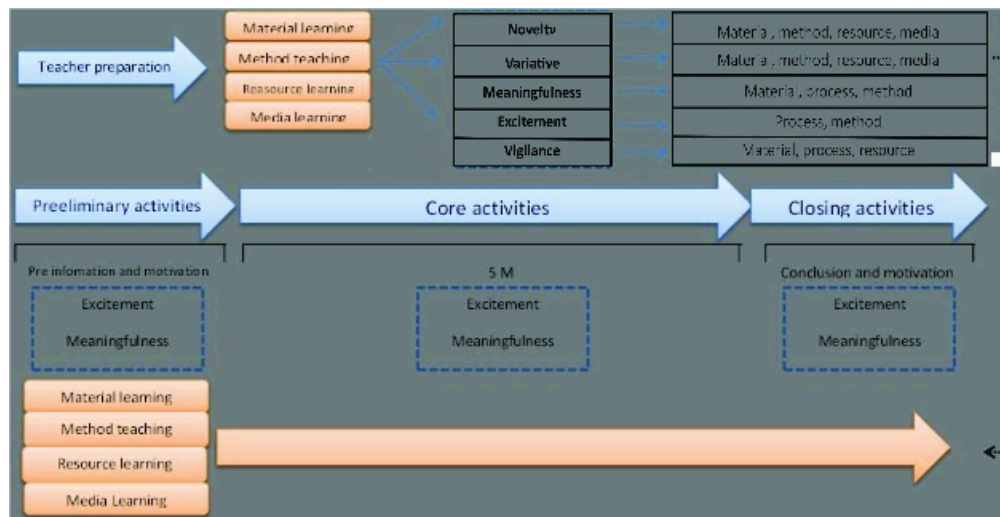 Teacher preparation
Material learning
Method teaching
Reasource learning
Media learning
Novelty
Variative
Meaningfulness
Excitement
Vigilance
Material, method, resource, media
Material, method, resource, media
Material, process, method
Process, method
Material, process, resource
Preeliminary activities
Core activities
Closing activities
Pre infomation and motivation
5 M
Conclusion and motivation
Excitement
Meaningfulness
Excitement
Meaningfulness
Excitement
Meaningfulness
Material learning
Method teaching
Resource learning
Media Learning